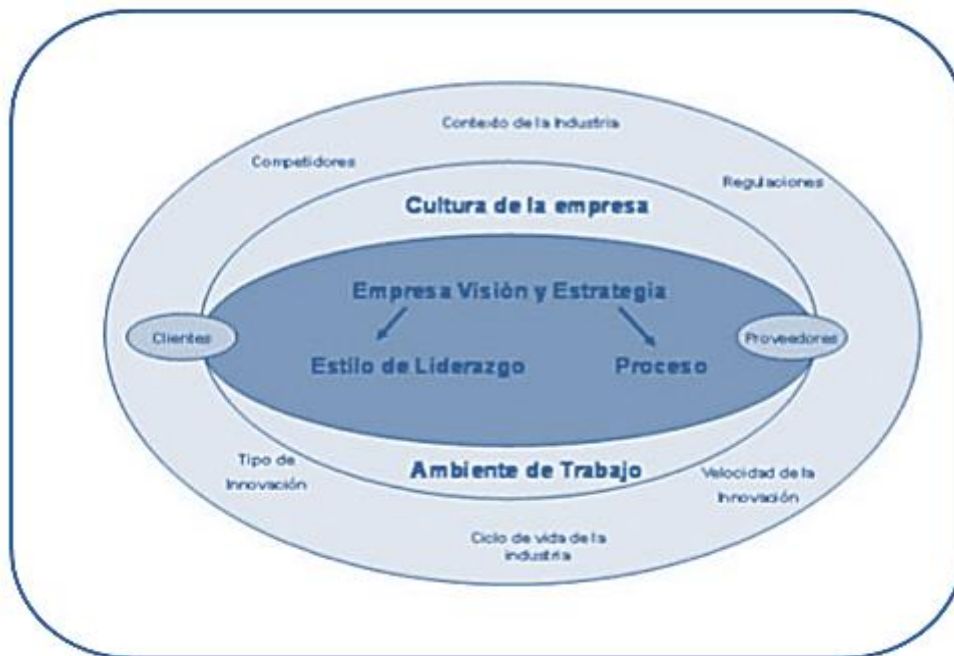 Contexto de la Industria
Competidores
Regulaciones
Cultura de la empresa
Empresa Visión y Estrategia
Clientes
Proveedores
Estilo de Liderazgo
Proceso
Tipo de
Innovación
Ambiente de Trabajo
Velocidad de la
Innovación
Ciclo de vida de la
industria